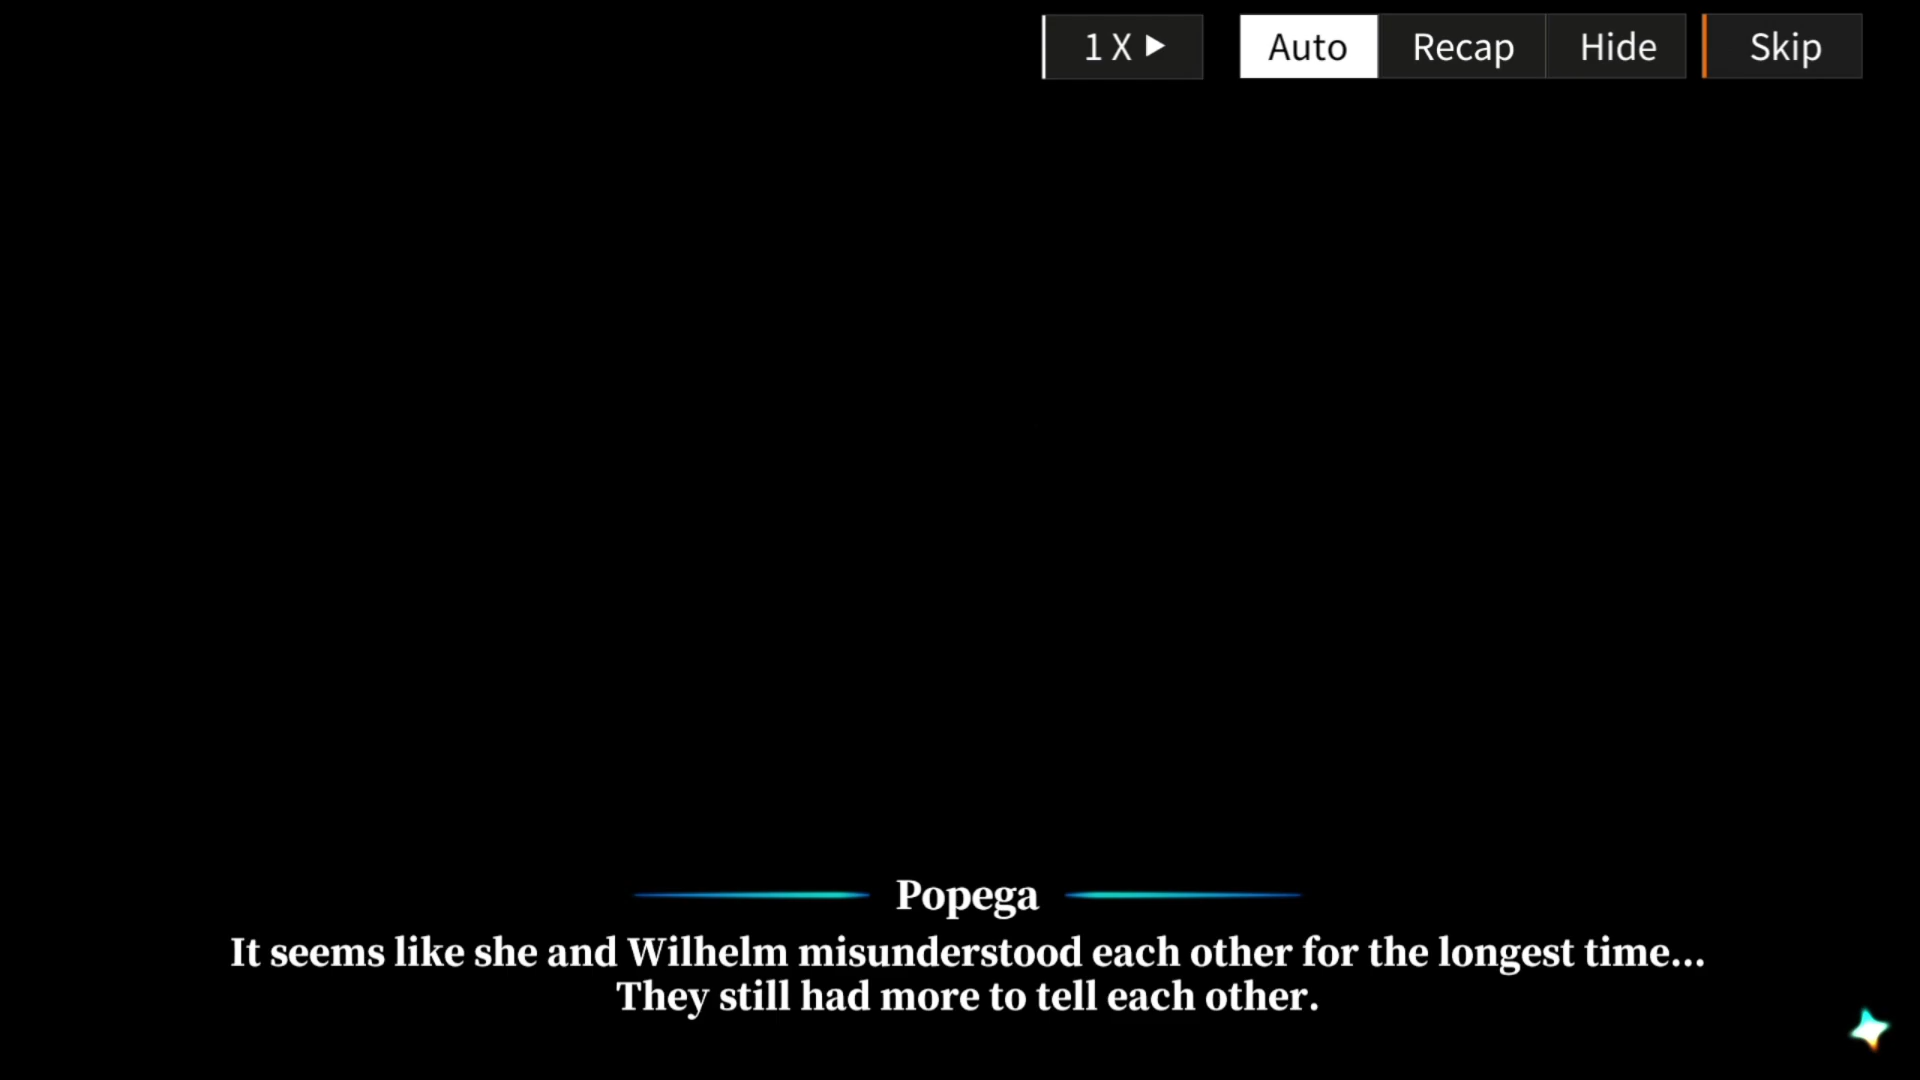 1 X
Auto
Recap
Hide
Skip
Popega
It seems like she and Wilhelm misunderstood each other for the longest time...
They still had more to tell each other.